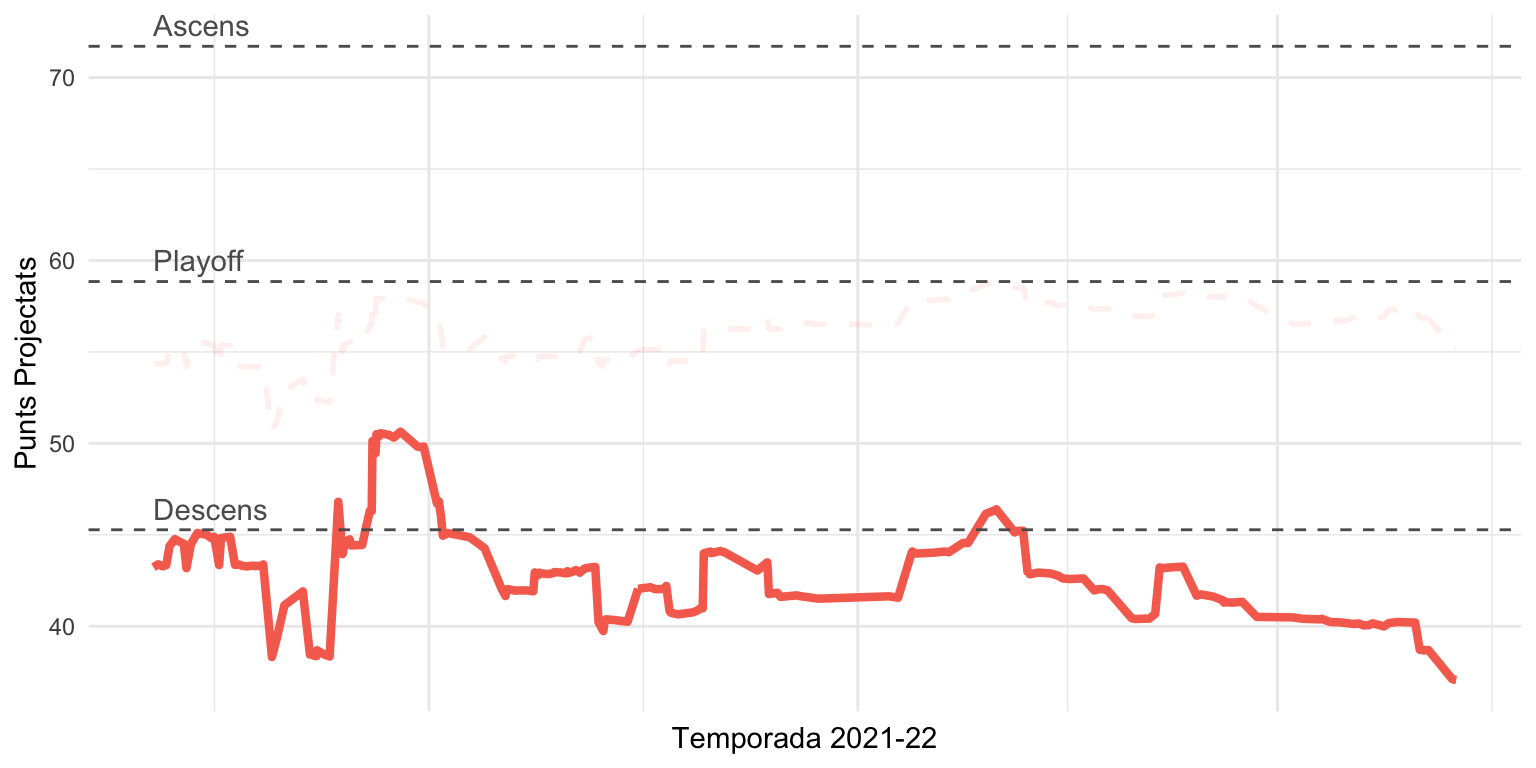 Ascens
70
Playoff
60
Punts Projectats
50
Descens
40
Temporada 2021-22